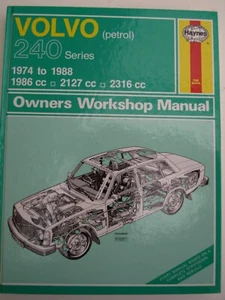 VOLVO (petrol)
Haynes
240 Series
1974 to 1988
1986 cc □ 2127 cc □ 2316 cc
Owners Workshop Manual